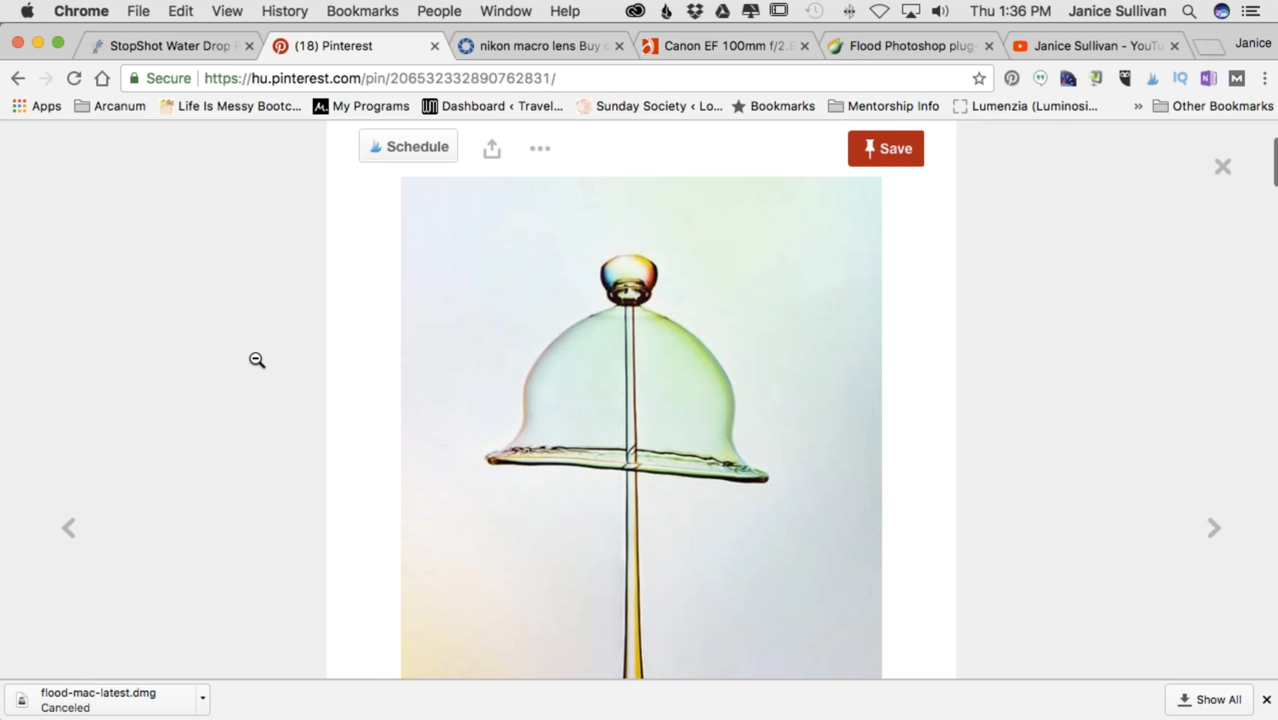 Chrome File Edit View History Bookmarks People Window Help Thu 1:36 PM Janice Sullivan
StopShot Water Drop (18) Pinterest nikon macro lens Buy Canon EF 100mm f/2. Flood Photoshop plug- Janice Sullivan - YouTu Janice
Secure https://hu.pinterest.com/pin/206532332890762831/ IQ N M
Apps Arcanum Life Is Messy Bootc... My Programs Dashboard ‹ Travel... Sunday Society ‹ Lo... Bookmarks Mentorship Info Lumenzia (Luminosi... » Other Bookmarks
Schedule ••• Save
flood-mac-latest.dmg
Canceled
Show All